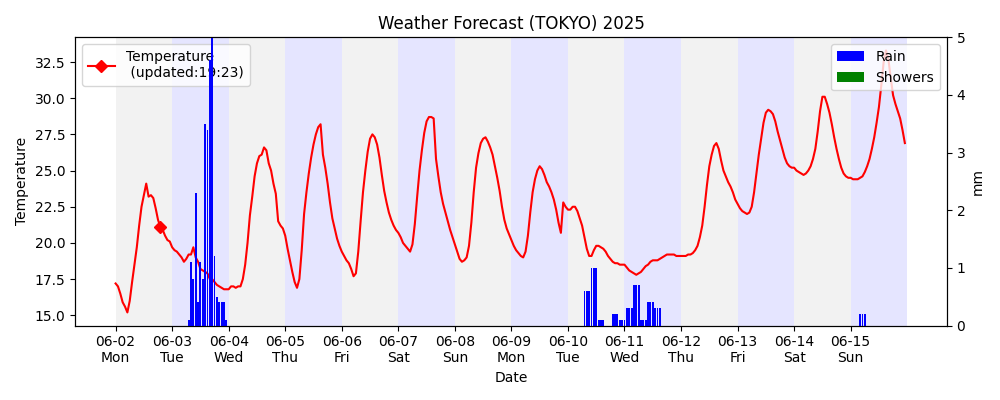 Weather Forecast (TOKYO) 2025
Temperature
(updated:19:23)
Rain
Showers
32.5
30.0
27.5
25.0
22.5
20.0
17.5
15.0
Temperature
5
4
3
2
1
0
mm
06-02 06-03 06-04 06-05 06-06 06-07 06-08 06-09 06-10 06-11 06-12 06-13 06-14 06-15
Mon Tue Wed Thu Fri Sat Sun Mon Tue Wed Thu Fri Sat Sun
Date